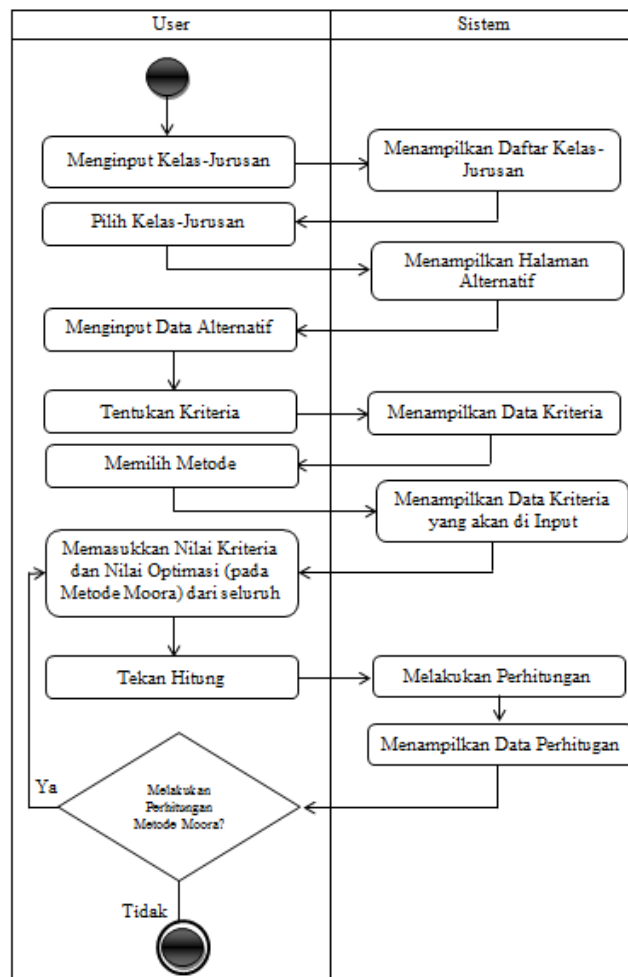 User
Sistem
Menginput Kelas-Jurusan
Menampilkan Daftar Kelas-
Jurusan
Pilih Kelas-Jurusan
Menampilkan Halaman
Alternatif
Menginput Data Alternatif
Tentukan Kriteria
Menampilkan Data Kriteria
Memilih Metode
Menampilkan Data Kriteria
yang akan di Input
Memasukkan Nilai Kriteria
dan Nilai Optimasi (pada
Metode Moora) dari seluruh
Tekan Hitung
Melakukan Perhitungan
Menampilkan Data Perhitugan
Ya
Melakukan
Perhitungan
Metode Moora?
Tidak